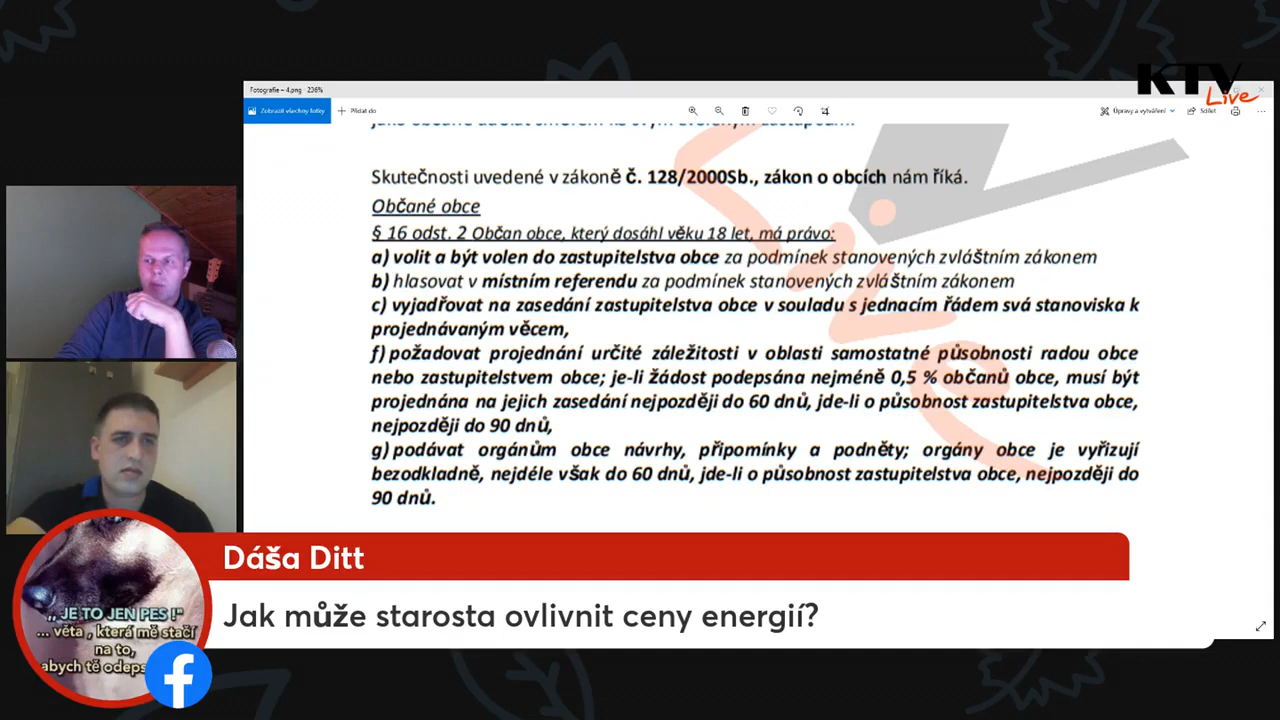 KTV
Live
Fotografie – 4.png 236%
Zobrazit všechny fotky
Přidat do
Úpravy a vytváření
Sdílet
Skutečnosti uvedené v zákoně č. 128/2000Sb., zákon o obcích nám říká.
Občané obce
§ 16 odst. 2 Občan obce, který dosáhl věku 18 let, má právo:
a) volit a být volen do zastupitelstva obce za podmínek stanovených zvláštním zákonem
b) hlasovat v místním referendu za podmínek stanovených zvláštním zákonem
c) vyjadřovat na zasedání zastupitelstva obce v souladu s jednacím řádem svá stanoviska k
projednávaným věcem,
f) požadovat projednání určité záležitosti v oblasti samostatné působnosti radou obce
nebo zastupitelstvem obce; je-li žádost podepsána nejméně 0,5 % občanů obce, musí být
projednána na jejich zasedání nejpozději do 60 dnů, jde-li o působnost zastupitelstva obce,
nejpozději do 90 dnů,
g) podávat orgánům obce návrhy, připomínky a podněty; orgány obce je vyřizují
bezodkladně, nejdéle však do 60 dnů, jde-li o působnost zastupitelstva obce, nejpozději do
90 dnů.
Live
Dáša Ditt
Jak může starosta ovlivnit ceny energií?
,, JE TO JEN PES !"
... věta , která mě stačí
na to,
abych tě odeps